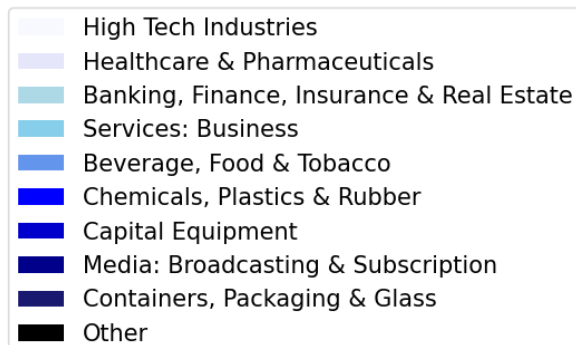 High Tech Industries
Healthcare & Pharmaceuticals
Banking, Finance, Insurance & Real Estate
Services: Business
Beverage, Food & Tobacco
Chemicals, Plastics & Rubber
Capital Equipment
Media: Broadcasting & Subscription
Containers, Packaging & Glass
Other